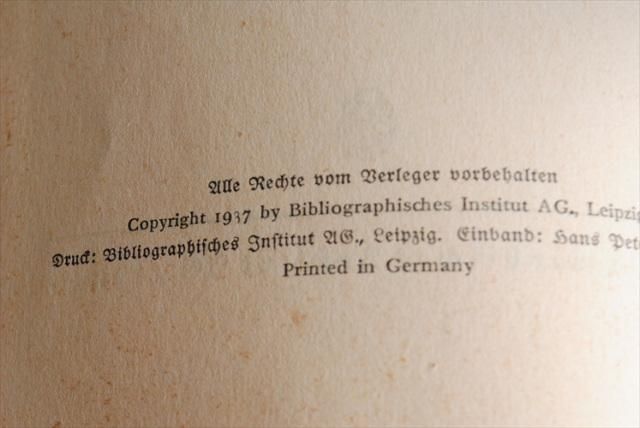 Alle Rechte vom Verleger vorbehalten
Copyright 1937 by Bibliographisches Institut AG., Leipzig
Druck: Bibliographisches Institut AG., Leipzig. Einband: Hans Pet
Printed in Germany